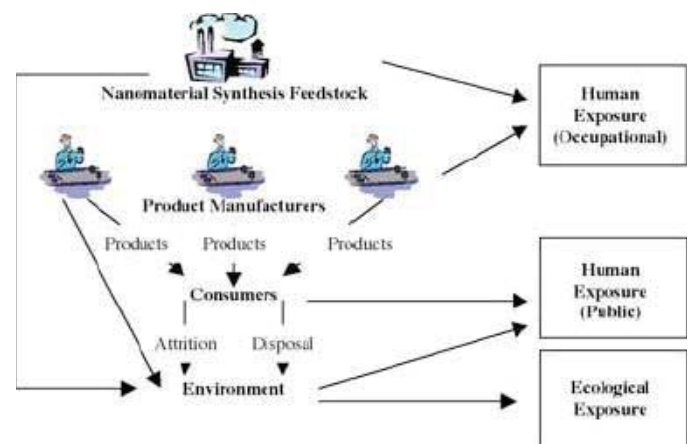 Nanomaterial Synthesis Feedstock
Human
Exposure
(Occupational)
Product Manufacturers
Products Products Products
Consumers
Human
Exposure
(Public)
Attrition Disposal
Environment
Ecological
Exposure